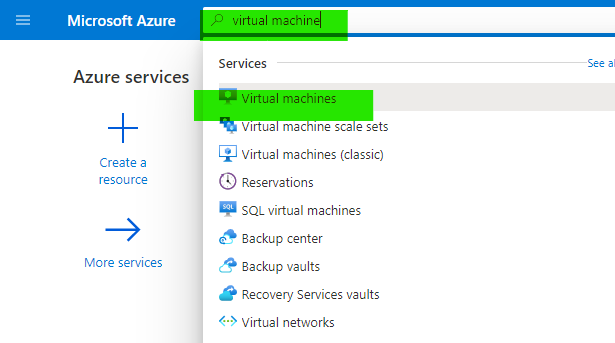 Microsoft Azure
virtual machine
Azure services
Create a
resource
More services
Services
See al
Virtual machines
Virtual machine scale sets
Virtual machines (classic)
Reservations
SQL virtual machines
Backup center
Backup vaults
Recovery Services vaults
Virtual networks